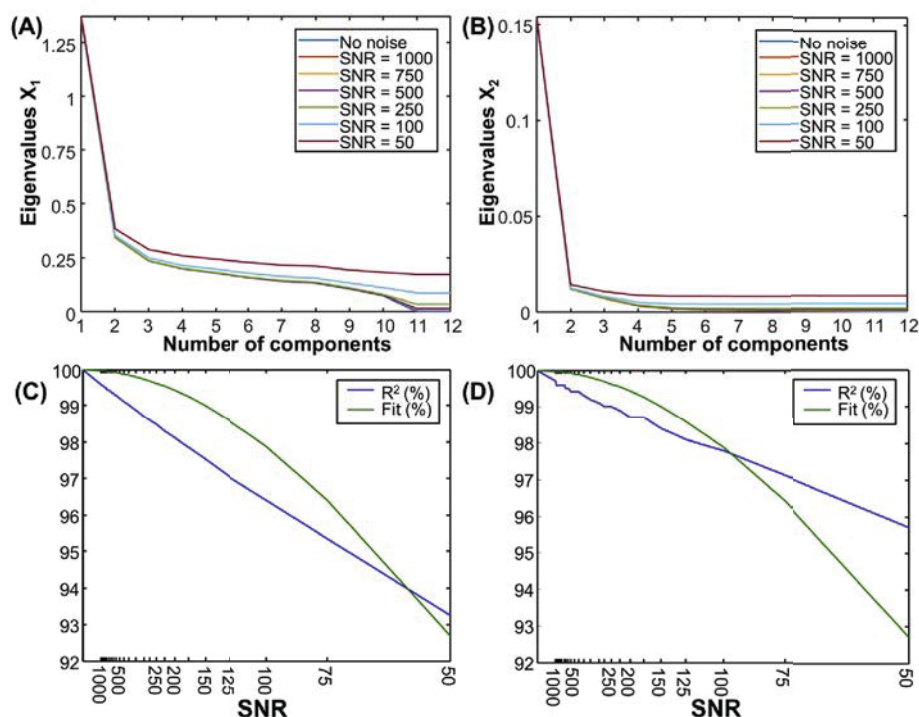 (A)
Eigenvalues X₁
1.25
1
0.75
0.5
0.25
0
No noise
SNR = 1000
SNR = 750
SNR = 500
SNR = 250
SNR = 100
SNR = 50
1 2 3 4 5 6 7 8 9 10 11 12
Number of components
(B)
Eigenvalues X₂
0.15
0.1
0.05
0
No noise
SNR = 1000
SNR = 750
SNR = 500
SNR = 250
SNR = 100
SNR = 50
1 2 3 4 5 6 7 8 9 10 11 12
Number of components
(C)
100
99
98
97
96
95
94
93
92
R² (%)
Fit (%)
1000 500 250 200 150 125 100 75 50
SNR
(D)
100
99
98
97
96
95
94
93
92
R² (%)
Fit (%)
1000 500 250 200 150 125 100 75 50
SNR